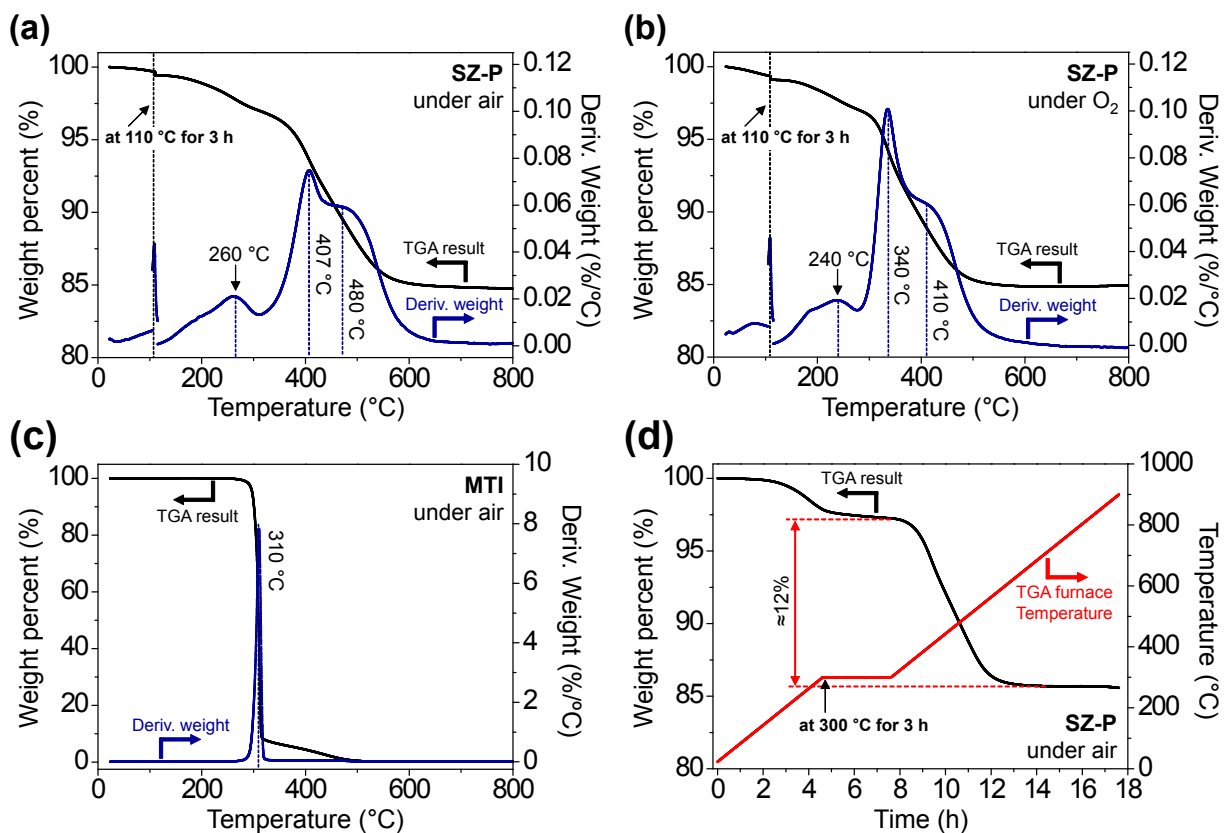 (a)
SZ-P
under air
at 110 °C for 3 h
260 °C
407 °C
480 °C
TGA result
Deriv. weight
100
95
90
85
80
Weight percent (%)
0.12
0.10
0.08
0.06
0.04
0.02
0.00
Deriv. Weight (%/°C)
0
200
400
600
800
Temperature (°C)
(b)
SZ-P
under O2
at 110 °C for 3 h
240 °C
340 °C
410 °C
TGA result
Deriv. weight
100
95
90
85
80
Weight percent (%)
0.12
0.10
0.08
0.06
0.04
0.02
0.00
Deriv. Weight (%/°C)
0
200
400
600
800
Temperature (°C)
(c)
MTI
under air
TGA result
310 °C
Deriv. weight
100
80
60
40
20
0
Weight percent (%)
10
8
6
4
2
0
Deriv. Weight (%/°C)
0
200
400
600
800
Temperature (°C)
(d)
TGA result
≈12%
TGA furnace
Temperature
at 300 °C for 3 h
SZ-P
under air
100
95
90
85
80
Weight percent (%)
1000
800
600
400
200
0
Temperature (°C)
0
2
4
6
8
10
12
14
16
18
Time (h)